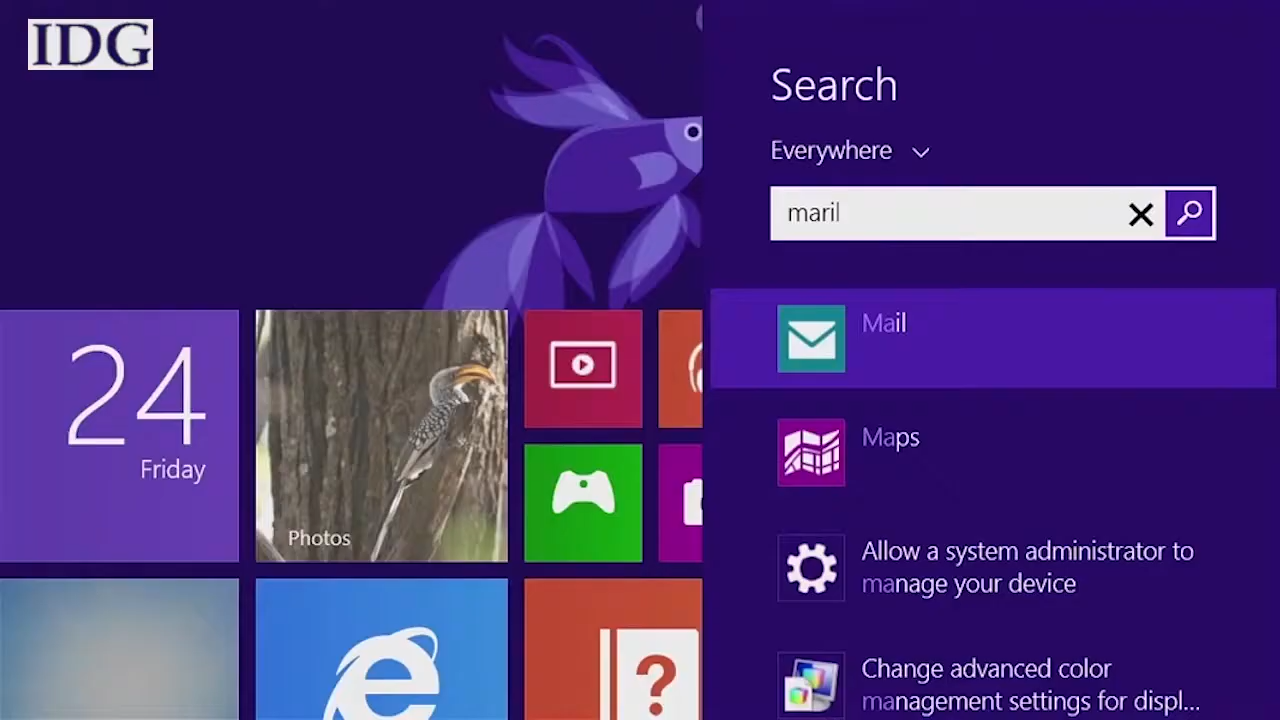 IDG
Search
Everywhere
maril
Mail
Maps
Allow a system administrator to
manage your device
Change advanced color
management settings for displ...
24
Friday
Photos
?